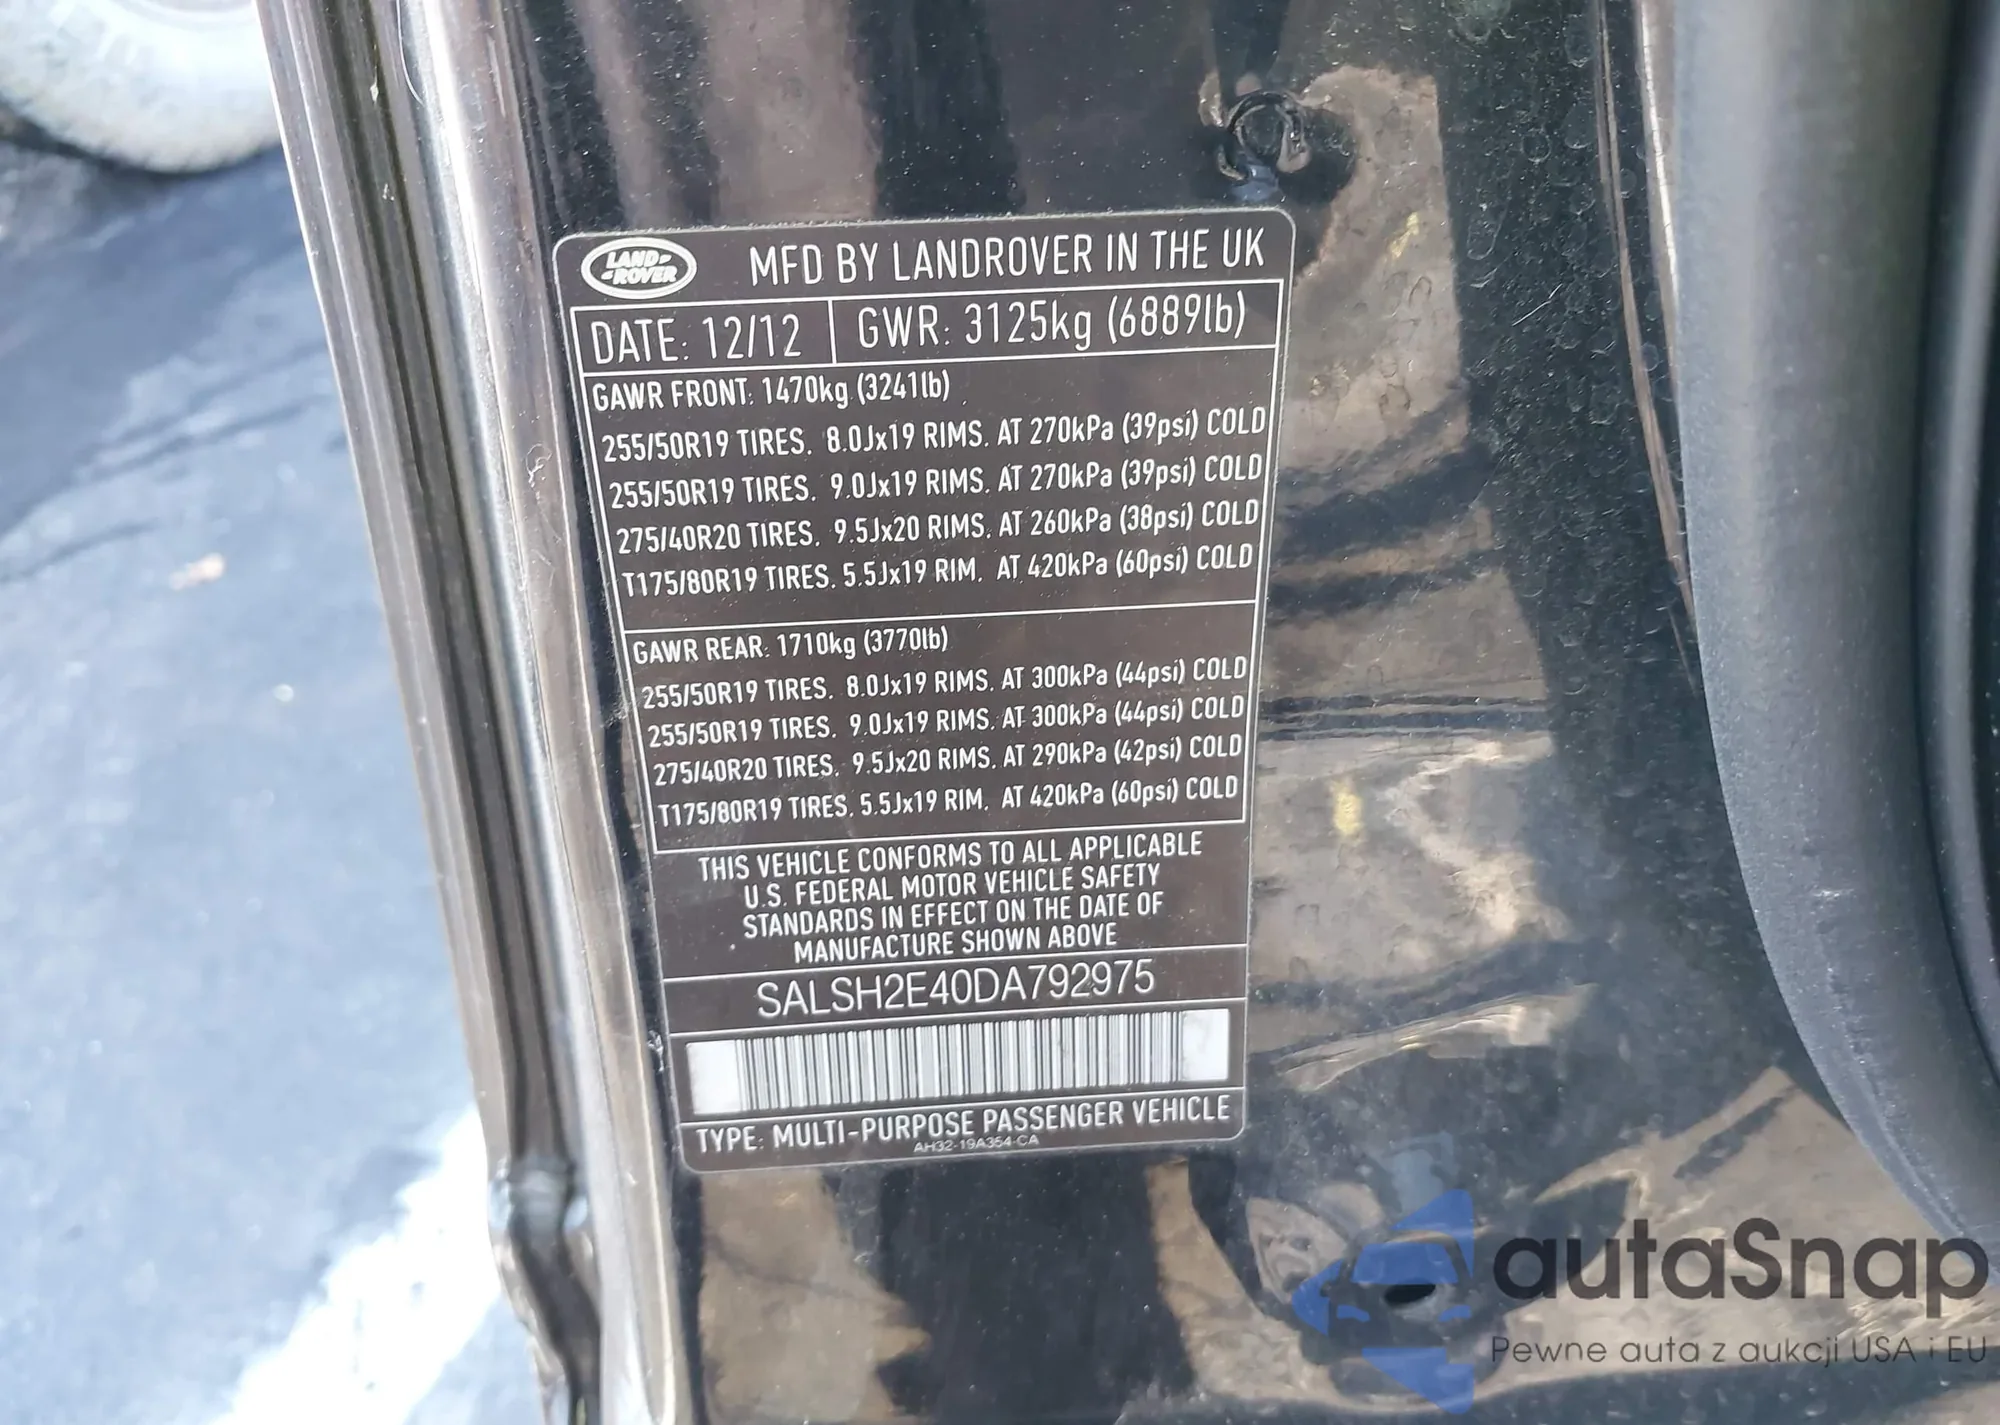 LAND-
-ROVER
MFD BY LANDROVER IN THE UK
DATE: 12/12 GWR: 3125kg (6889lb)
GAWR FRONT: 1470kg (3241lb)
255/50R19 TIRES. 8.0Jx19 RIMS. AT 270kPa (39psi) COLD
255/50R19 TIRES. 9.0Jx19 RIMS. AT 270kPa (39psi) COLD
275/40R20 TIRES. 9.5Jx20 RIMS. AT 260kPa (38psi) COLD
T175/80R19 TIRES. 5.5Jx19 RIM. AT 420kPa (60psi) COLD
GAWR REAR: 1710kg (3770lb)
255/50R19 TIRES. 8.0Jx19 RIMS. AT 300kPa (44psi) COLD
255/50R19 TIRES. 9.0Jx19 RIMS. AT 300kPa (44psi) COLD
275/40R20 TIRES. 9.5Jx20 RIMS. AT 290kPa (42psi) COLD
T175/80R19 TIRES. 5.5Jx19 RIM. AT 420kPa (60psi) COLD
THIS VEHICLE CONFORMS TO ALL APPLICABLE
U.S. FEDERAL MOTOR VEHICLE SAFETY
STANDARDS IN EFFECT ON THE DATE OF
MANUFACTURE SHOWN ABOVE
SALSH2E40DA792975
TYPE: MULTI-PURPOSE PASSENGER VEHICLE
AH32-19A354-CA
autaSnap
Pewne auta z aukcji USA i EU